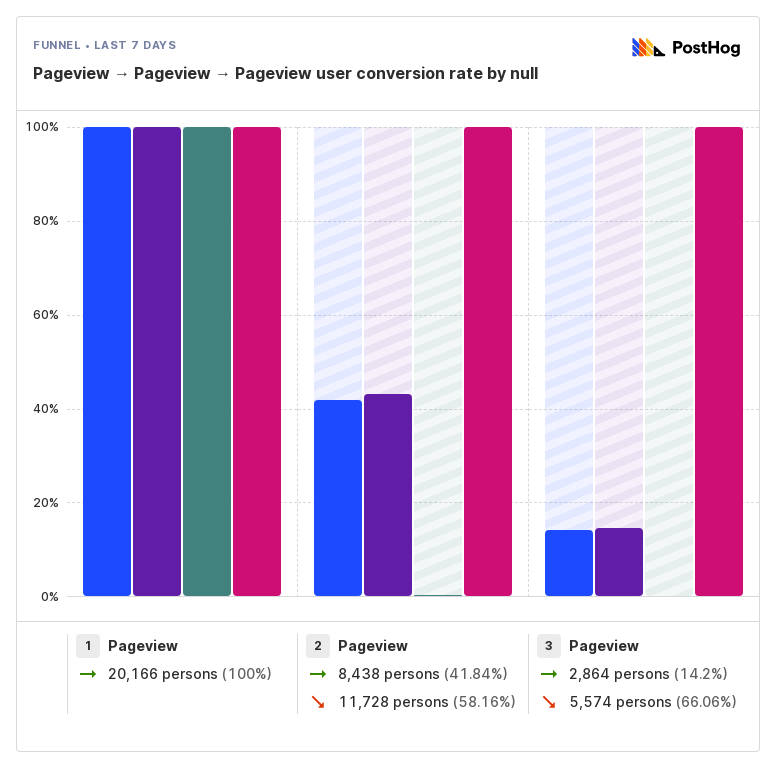 FUNNEL • LAST 7 DAYS
PostHog
Pageview → Pageview → Pageview user conversion rate by null
100%
80%
60%
40%
20%
0%
1 Pageview
→ 20,166 persons (100%)
2 Pageview
→ 8,438 persons (41.84%)
↘ 11,728 persons (58.16%)
3 Pageview
→ 2,864 persons (14.2%)
↘ 5,574 persons (66.06%)